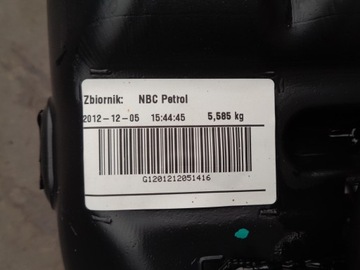 Zbiornik: NBC Petrol
2012-12-05 15:44:45 5,585 kg
G1201212051416